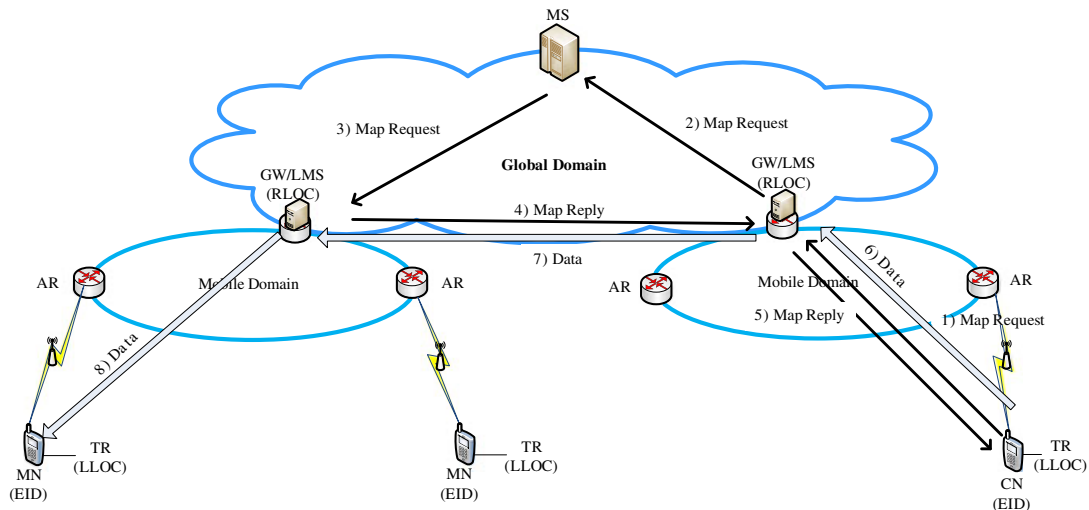 MS
3) Map Request
2) Map Request
Global Domain
GW/LMS
(RLOC)
GW/LMS
(RLOC)
4) Map Reply
7) Data
6) Data
AR
Mobile Domain
AR
AR
Mobile Domain
AR
5) Map Reply
1) Map Request
8) Data
MN
(EID)
TR
(LLOC)
MN
(EID)
TR
(LLOC)
CN
(EID)
TR
(LLOC)